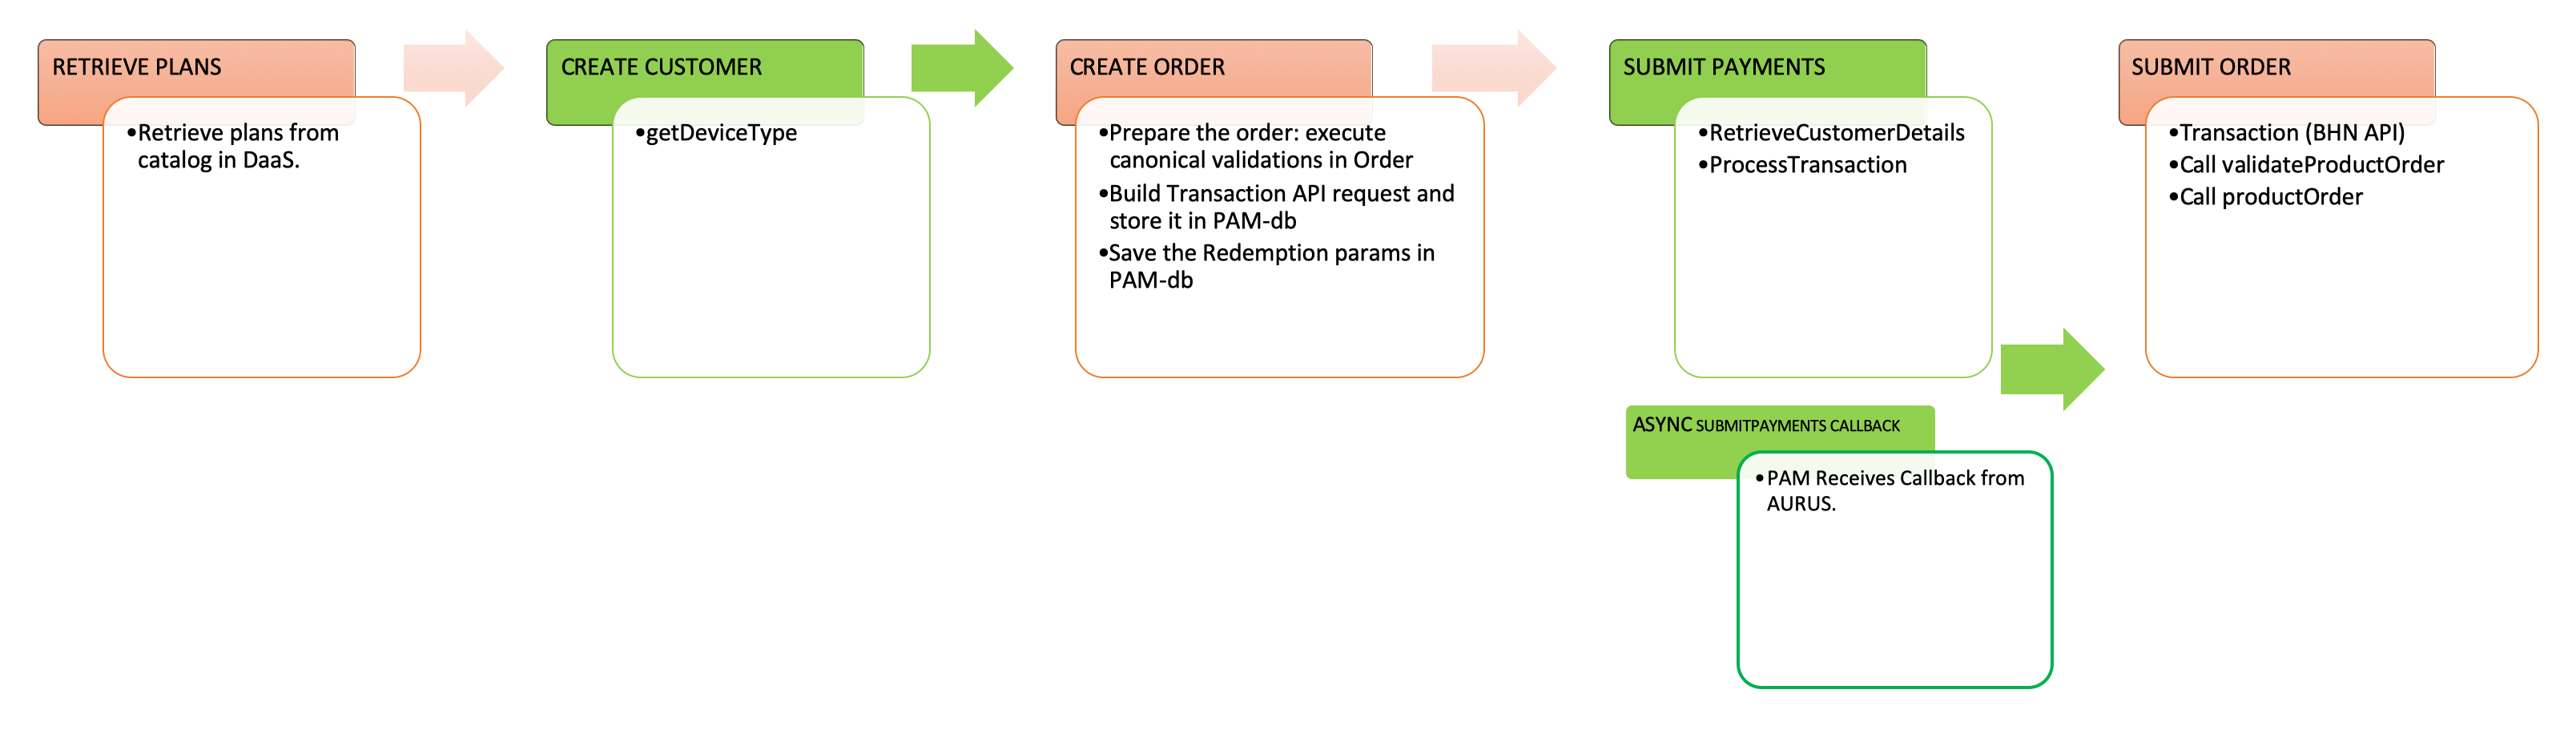 RETRIEVE PLANS
•Retrieve plans from
catalog in DaaS.
CREATE CUSTOMER
•getDeviceType
CREATE ORDER
•Prepare the order: execute
canonical validations in Order
•Build Transaction API request and
store it in PAM-db
•Save the Redemption params in
PAM-db
SUBMIT PAYMENTS
•RetrieveCustomerDetails
•ProcessTransaction
ASYNC SUBMITPAYMENTS CALLBACK
•PAM Receives Callback from
AURUS.
SUBMIT ORDER
•Transaction (BHN API)
•Call validateProductOrder
•Call productOrder